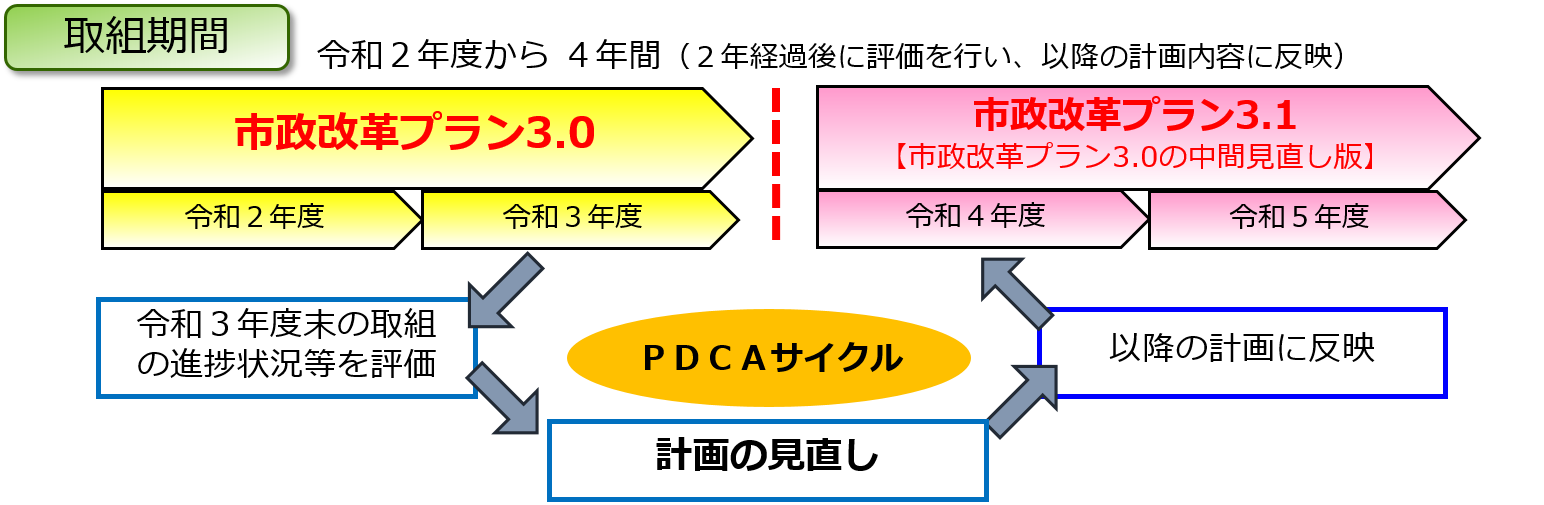 取組期間
令和２年度から ４年間（２年経過後に評価を行い、以降の計画内容に反映）
市政改革プラン3.0
市政改革プラン3.1
【市政改革プラン3.0の中間見直し版】
令和２年度
令和３年度
令和４年度
令和５年度
令和３年度末の取組
の進捗状況等を評価
ＰＤＣＡサイクル
以降の計画に反映
計画の見直し